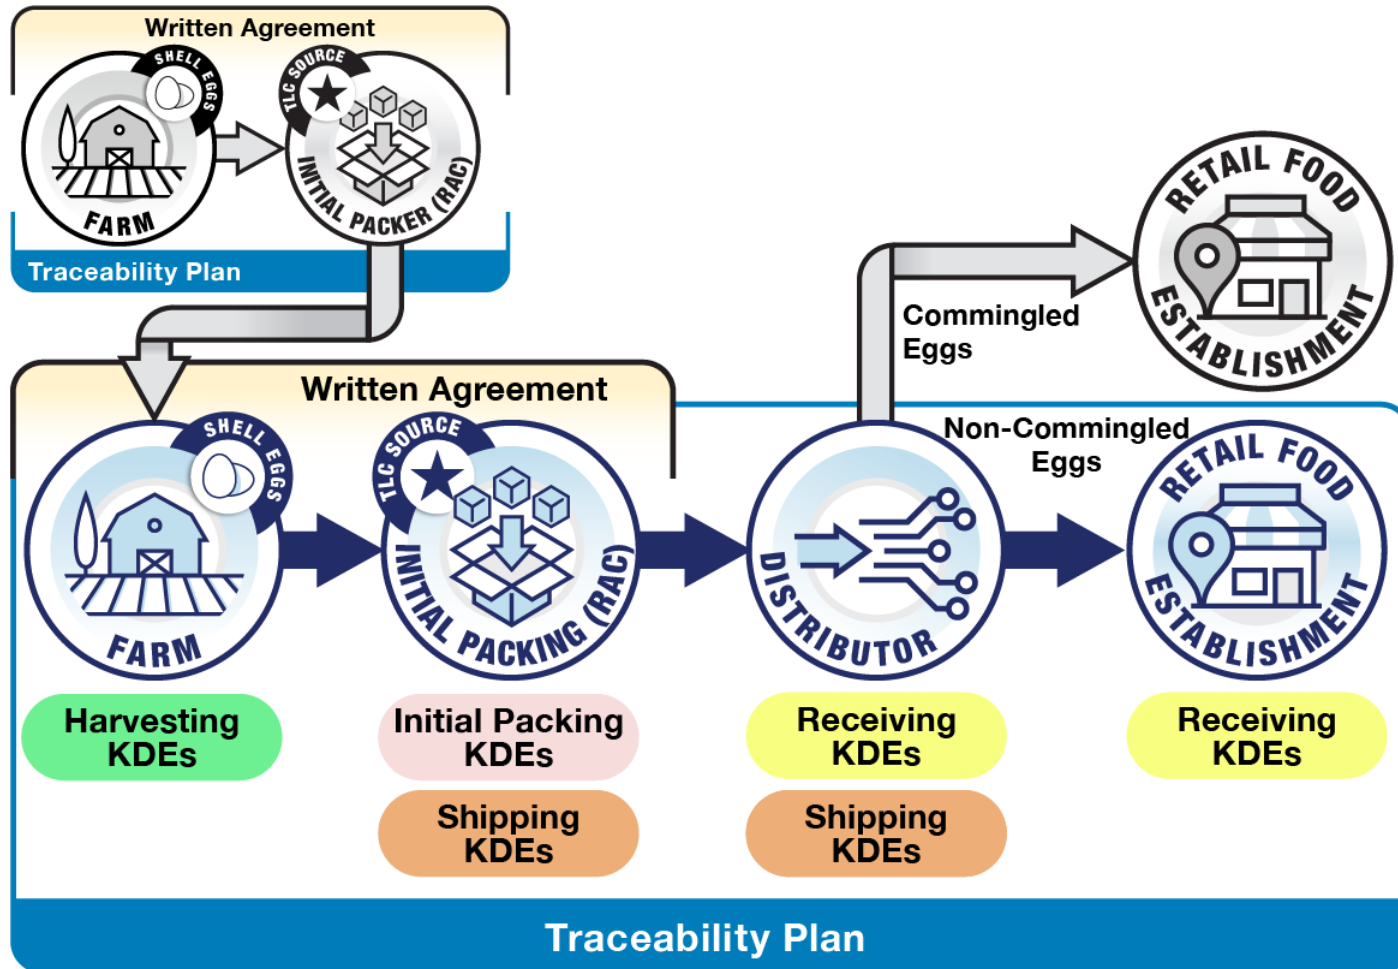 Written Agreement
SHELL EGGS
TLC SOURCE
FARM
INITIAL PACKER (RAC)
Traceability Plan
RETAIL FOOD
ESTABLISHMENT
Commingled
Eggs
Written Agreement
Non-Commingled
Eggs
SHELL EGGS
TLC SOURCE
FARM
INITIAL PACKING (RAC)
DISTRIBUTOR
RETAIL FOOD
ESTABLISHMENT
Harvesting
KDEs
Initial Packing
KDEs
Receiving
KDEs
Receiving
KDEs
Shipping
KDEs
Shipping
KDEs
Traceability Plan